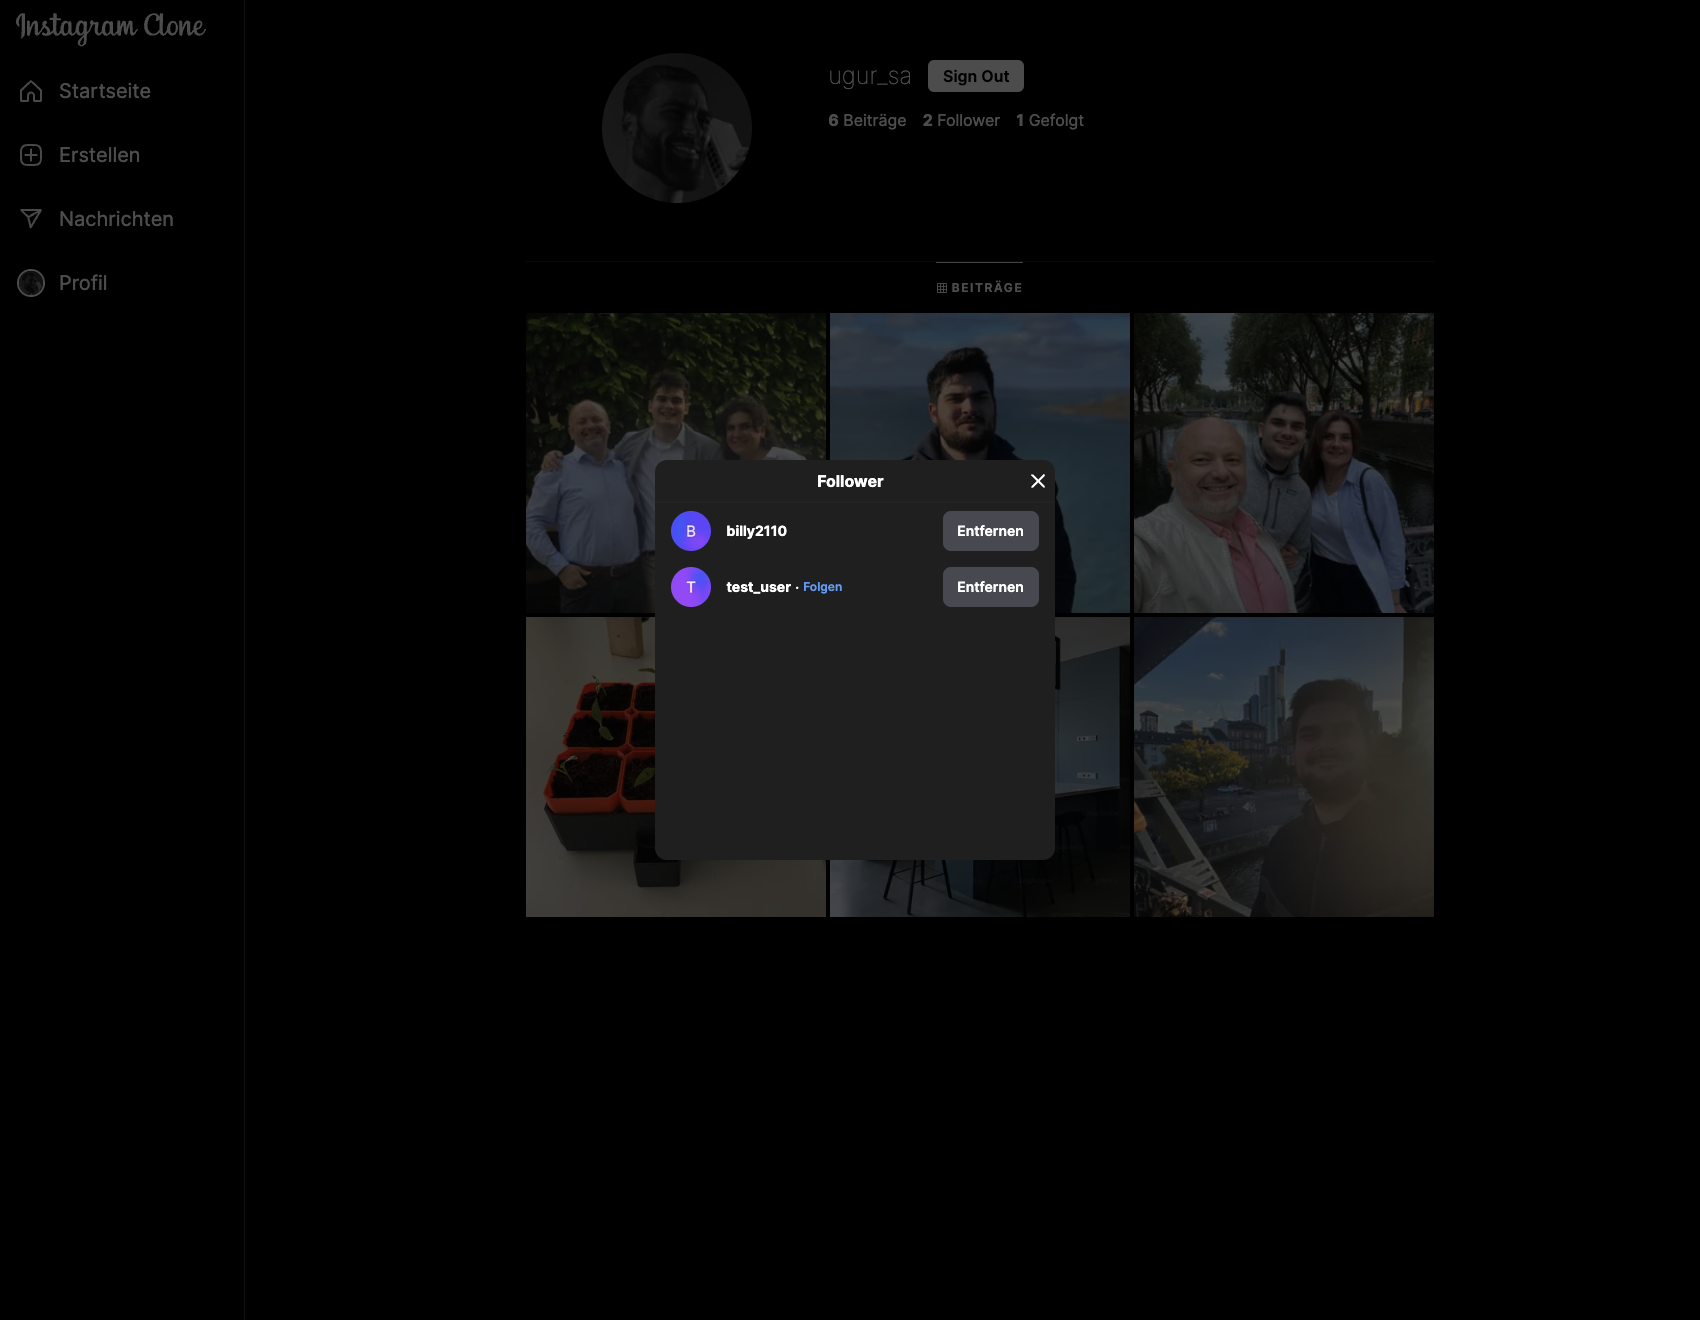 Instagram Clone
Startseite
Erstellen
Nachrichten
Profil
ugur_sa Sign Out
6 Beiträge 2 Follower 1 Gefolgt
BEITRÄGE
Follower
B billy2110 Entfernen
T test_user · Folgen Entfernen